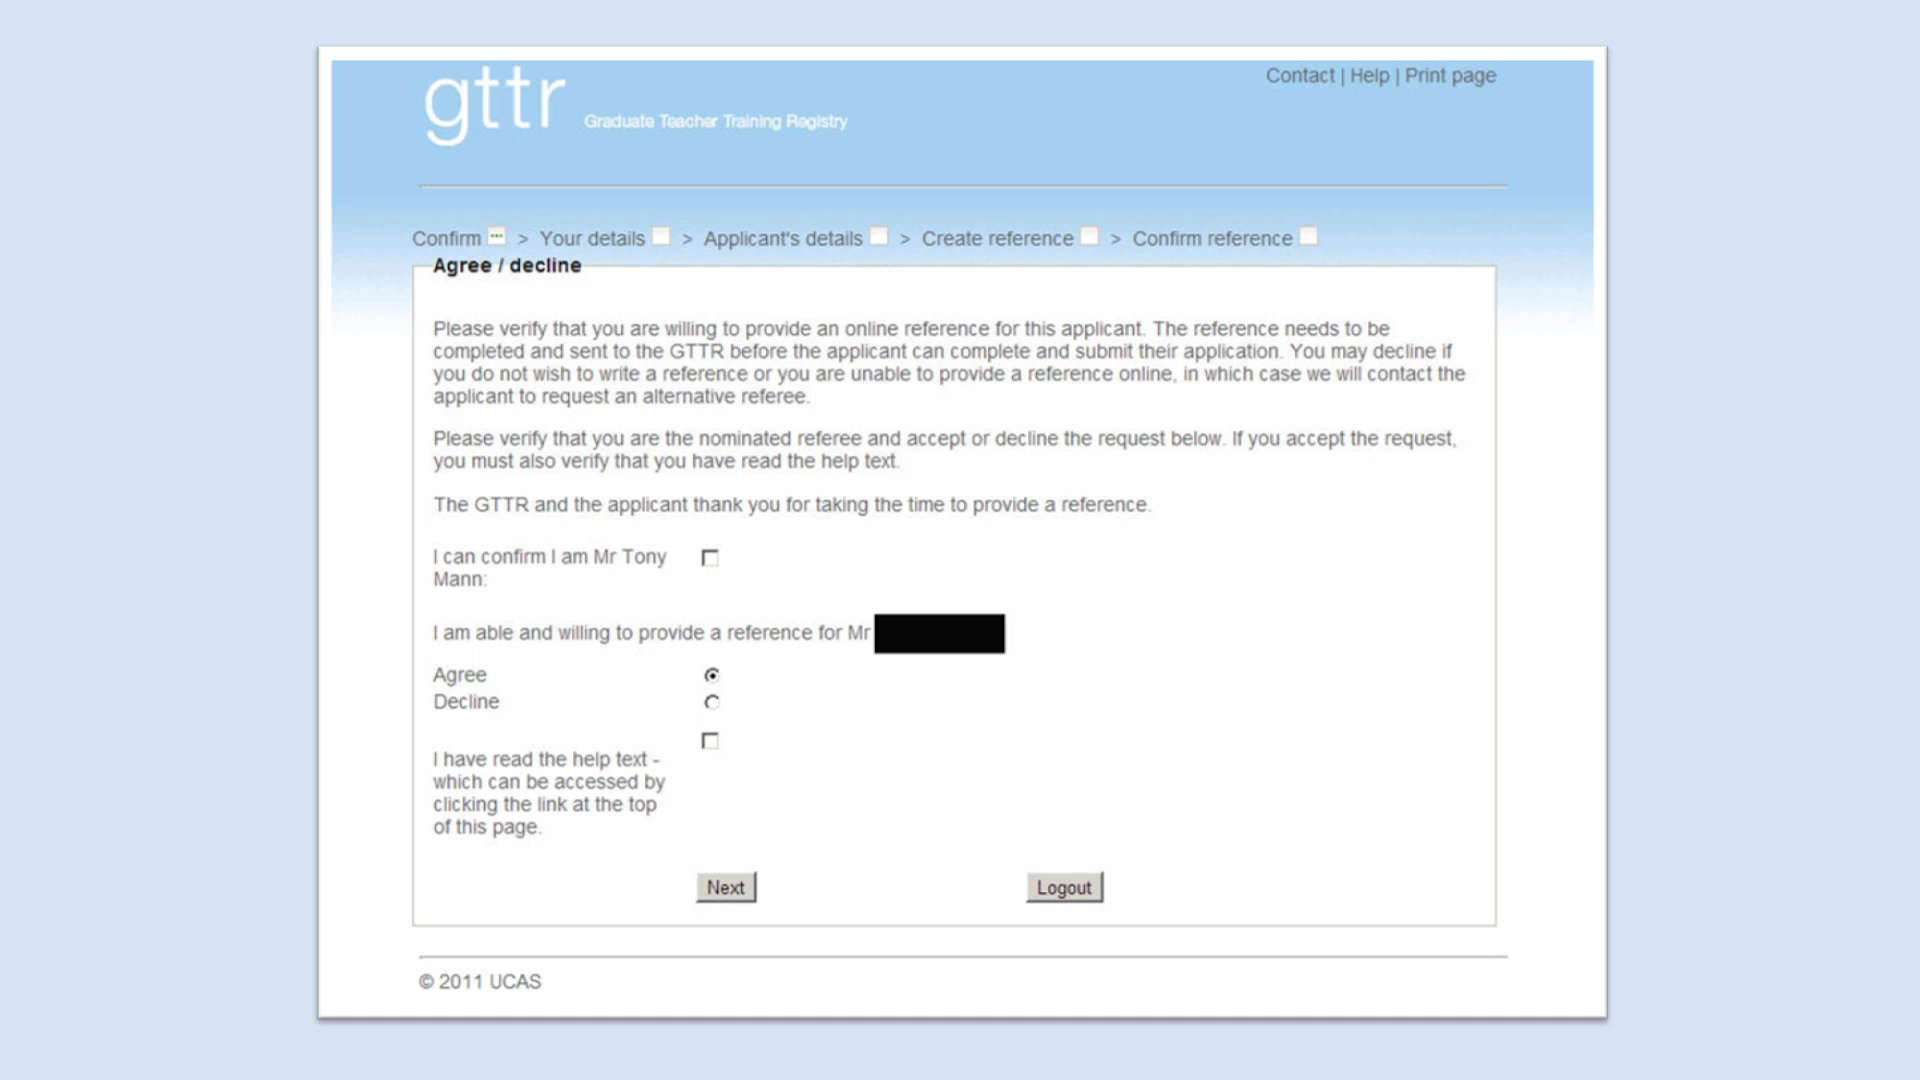 gttr Graduate Teacher Training Registry
Contact | Help | Print page
Confirm > Your details > Applicant's details > Create reference > Confirm reference
Agree / decline
Please verify that you are willing to provide an online reference for this applicant. The reference needs to be
completed and sent to the GTTR before the applicant can complete and submit their application. You may decline if
you do not wish to write a reference or you are unable to provide a reference online, in which case we will contact the
applicant to request an alternative referee.
Please verify that you are the nominated referee and accept or decline the request below. If you accept the request,
you must also verify that you have read the help text.
The GTTR and the applicant thank you for taking the time to provide a reference.
I can confirm I am Mr Tony
Mann:
I am able and willing to provide a reference for Mr
Agree
Decline
I have read the help text -
which can be accessed by
clicking the link at the top
of this page.
Next
Logout
© 2011 UCAS